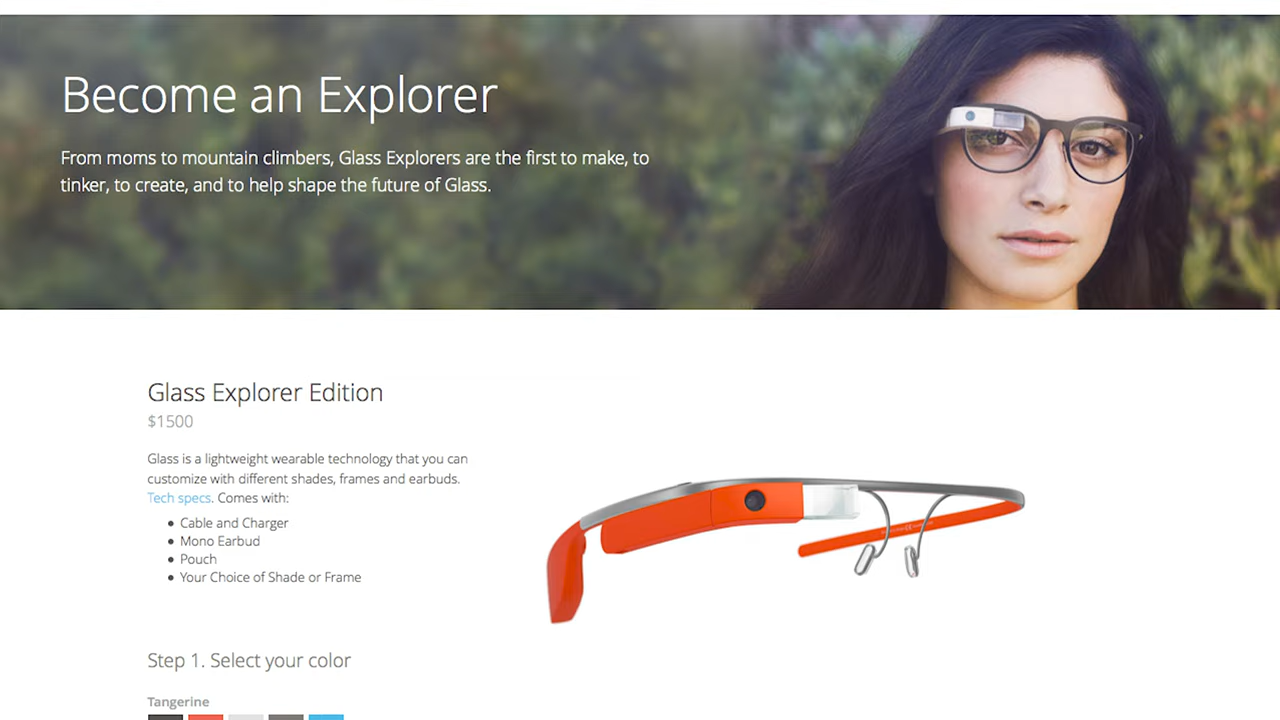 Become an Explorer
From moms to mountain climbers, Glass Explorers are the first to make, to
tinker, to create, and to help shape the future of Glass.
Glass Explorer Edition
$1500
Glass is a lightweight wearable technology that you can
customize with different shades, frames and earbuds.
Tech specs. Comes with:
● Cable and Charger
● Mono Earbud
● Pouch
● Your Choice of Shade or Frame
Step 1. Select your color
Tangerine